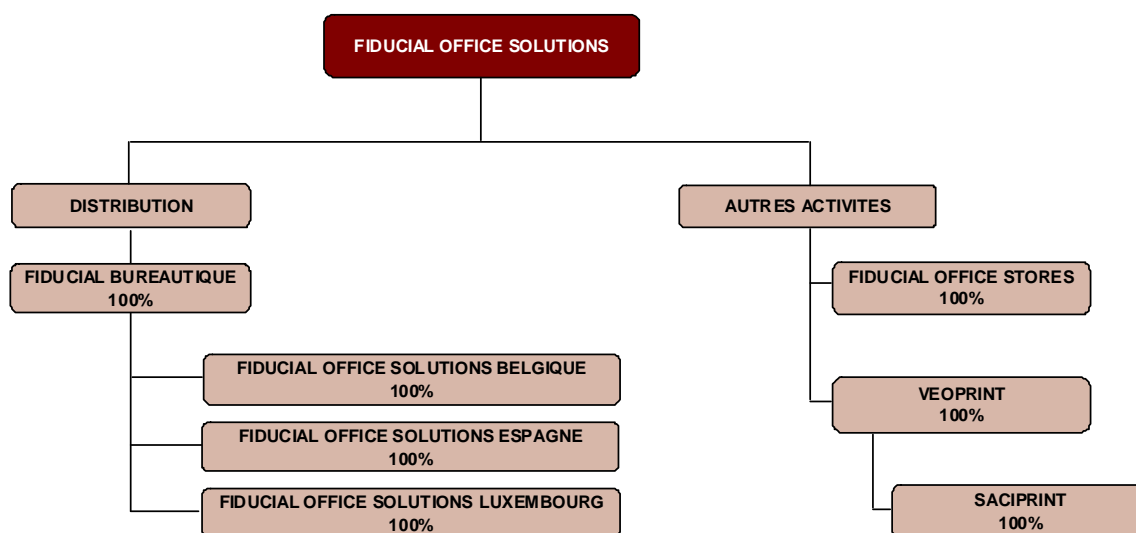 FIDUCIAL OFFICE SOLUTIONS
DISTRIBUTION
AUTRES ACTIVITES
FIDUCIAL BUREAUTIQUE
100%
FIDUCIAL OFFICE STORES
100%
FIDUCIAL OFFICE SOLUTIONS BELGIQUE
100%
VEOPRINT
100%
FIDUCIAL OFFICE SOLUTIONS ESPAGNE
100%
FIDUCIAL OFFICE SOLUTIONS LUXEMBOURG
100%
SACIPRINT
100%